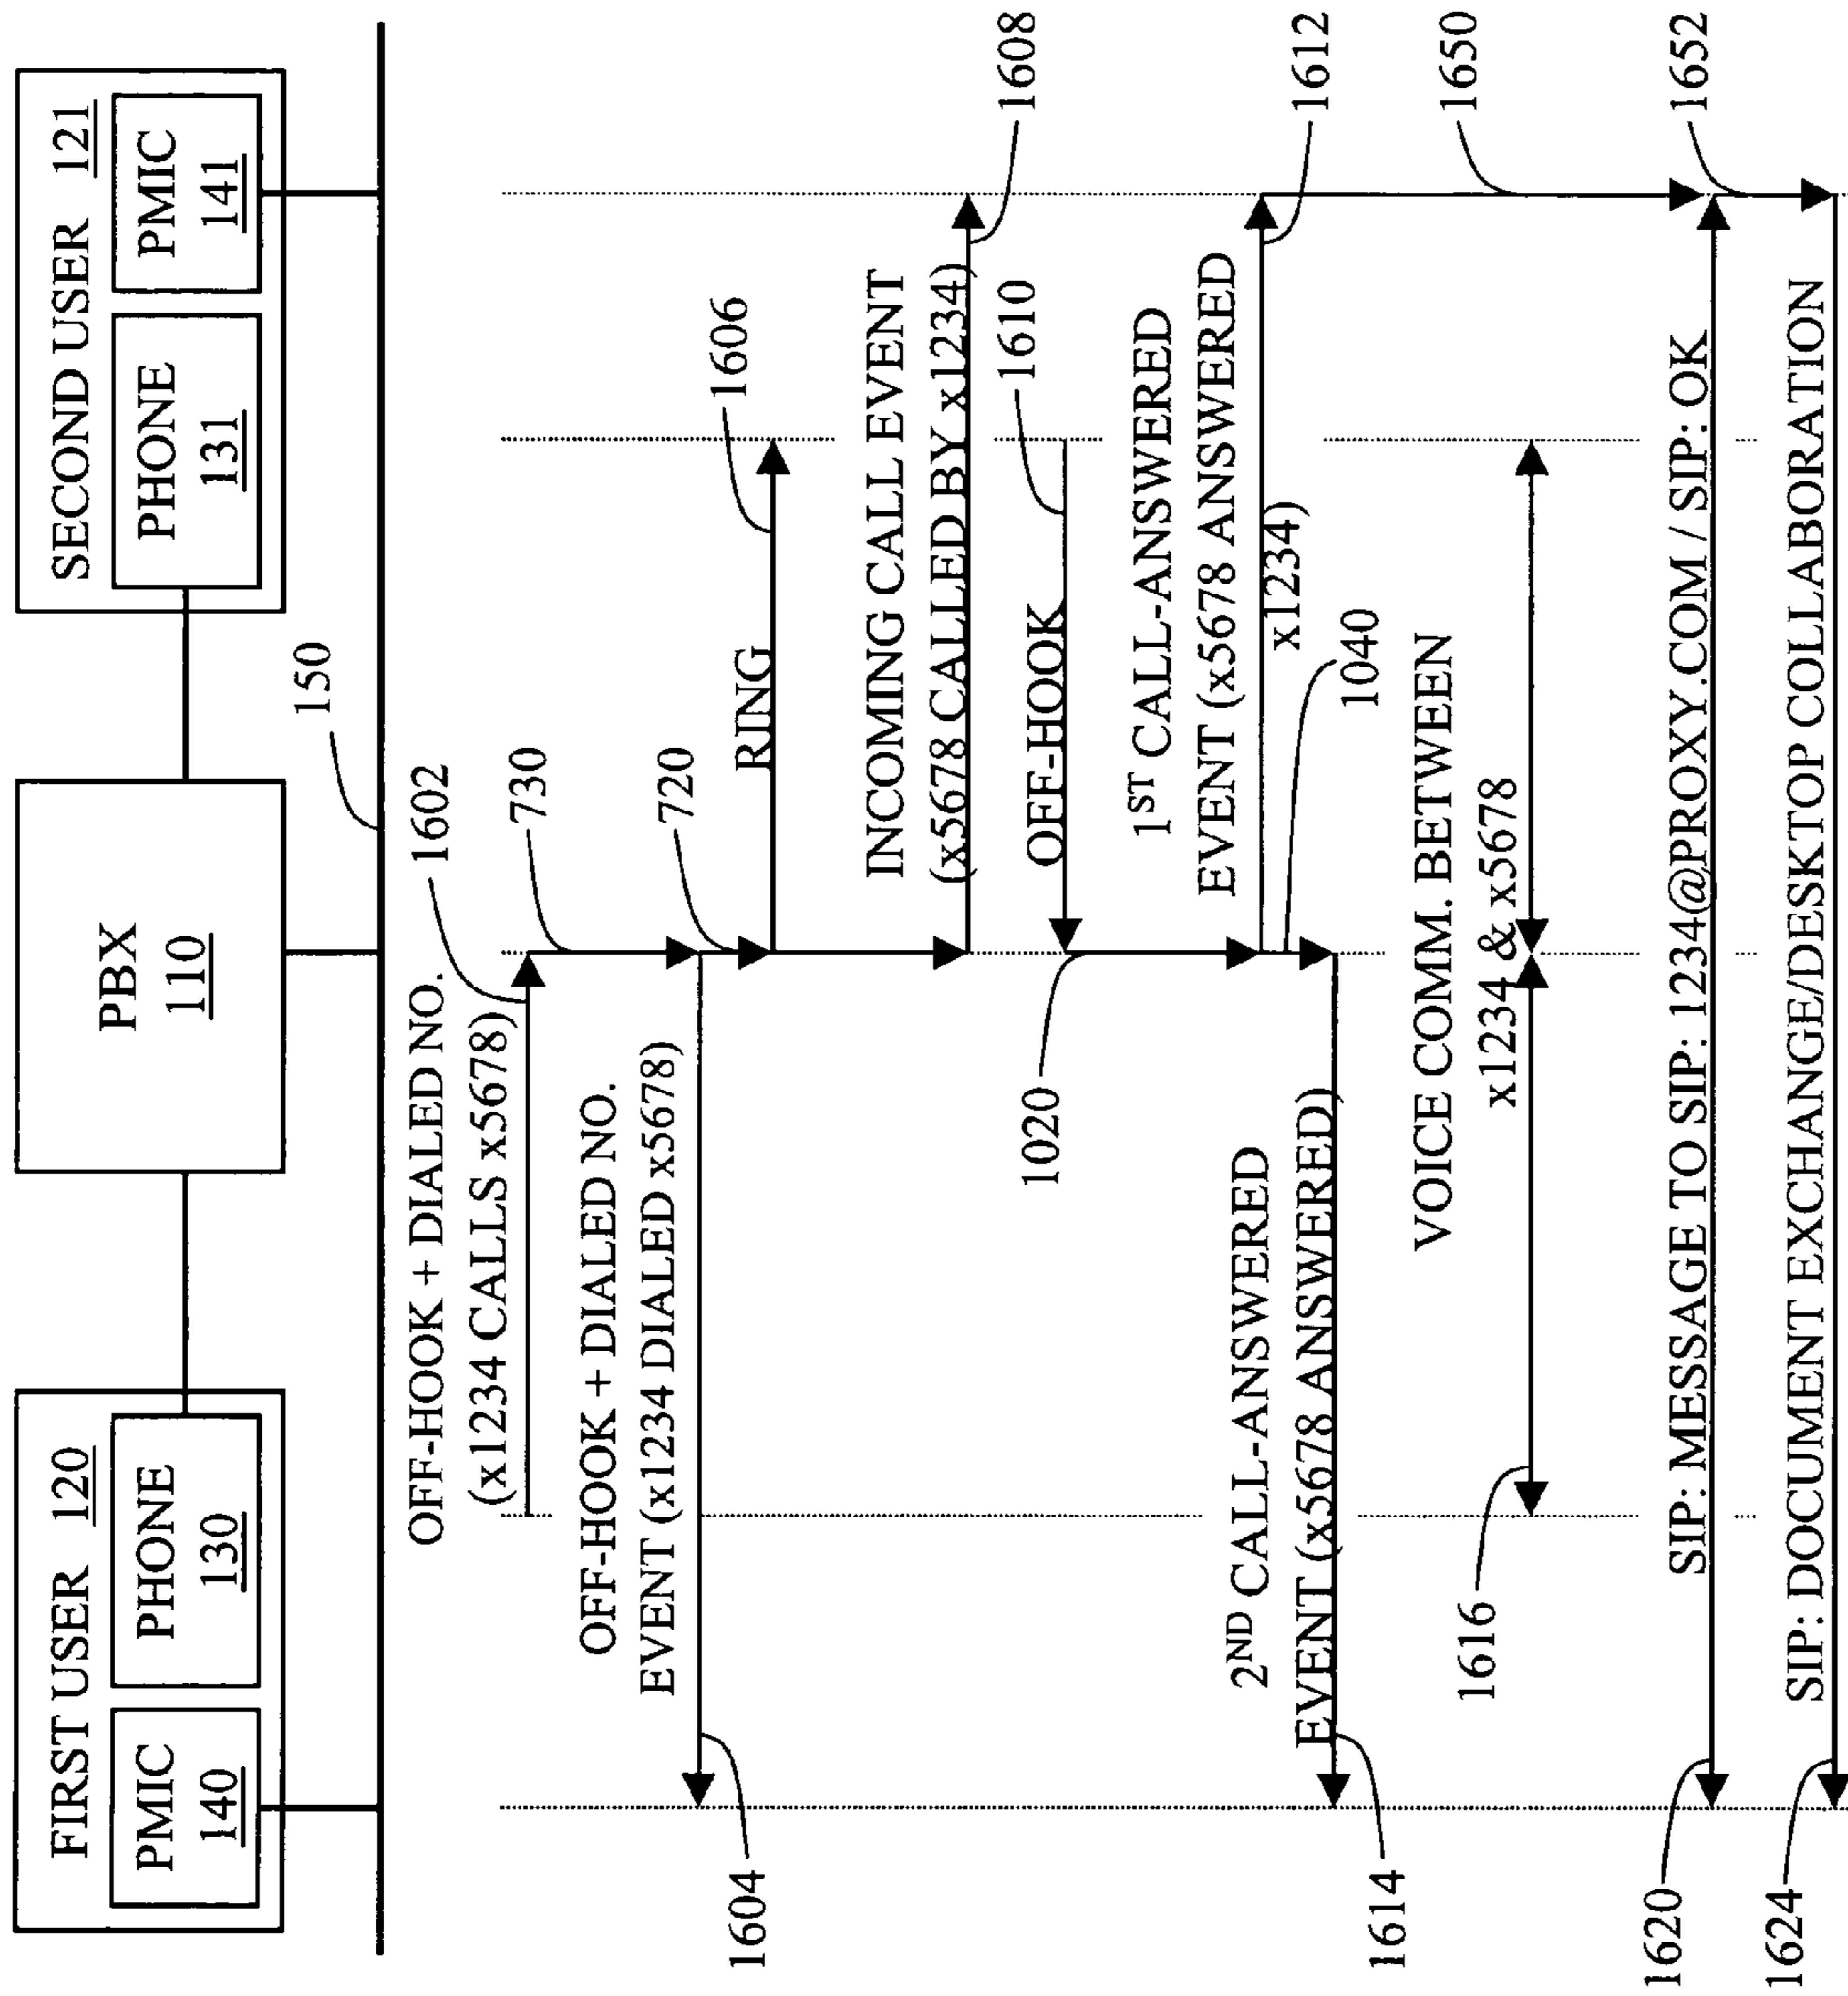 FIRST USER 120
PMIC
140
PHONE
130
PBX
110
SECOND USER 121
PHONE
131
PMIC
141
150
OFF-HOOK + DIALED NO.
(x1234 CALLS x5678)
1602
730
OFF-HOOK + DIALED NO.
EVENT (x1234 DIALED x5678)
1604
720
RING
1606
INCOMING CALL EVENT
(x5678 CALLED BY x1234)
1608
OFF-HOOK
1610
1020
1ST CALL-ANSWERED
EVENT (x5678 ANSWERED
x1234)
1612
1040
2ND CALL-ANSWERED
EVENT (x5678 ANSWERED)
1614
VOICE COMM. BETWEEN
x1234 & x5678
1616
1650
SIP: MESSAGE TO SIP: 1234@PROXY.COM / SIP: OK
1620
1652
SIP: DOCUMENT EXCHANGE/DESKTOP COLLABORATION
1624